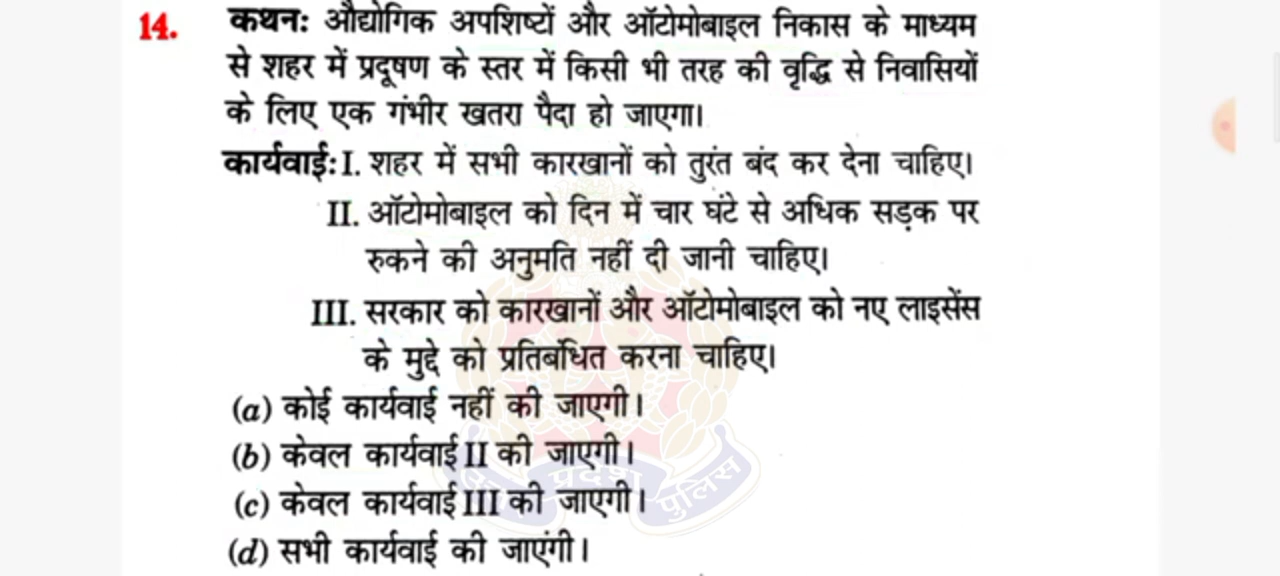 14. कथन: औद्योगिक अपशिष्टों और ऑटोमोबाइल निकास के माध्यम
से शहर में प्रदूषण के स्तर में किसी भी तरह की वृद्धि से निवासियों
के लिए एक गंभीर खतरा पैदा हो जाएगा।
कार्यवाई: I. शहर में सभी कारखानों को तुरंत बंद कर देना चाहिए।
II. ऑटोमोबाइल को दिन में चार घंटे से अधिक सड़क पर
रुकने की अनुमति नहीं दी जानी चाहिए।
III. सरकार को कारखानों और ऑटोमोबाइल को नए लाइसेंस
के मुद्दे को प्रतिबंधित करना चाहिए।
(a) कोई कार्यवाई नहीं की जाएगी।
(b) केवल कार्यवाई II की जाएगी।
(c) केवल कार्यवाई III की जाएगी।
प्रदेश पुलिस
(d) सभी कार्यवाई की जाएंगी।